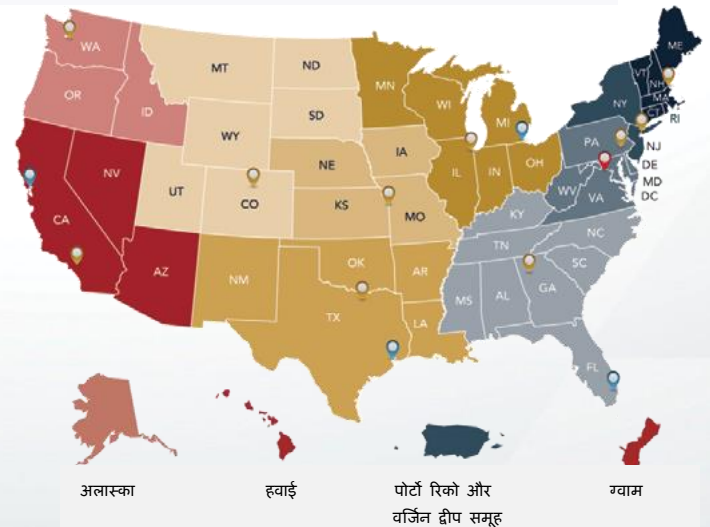 WA
MT
ND
MN
ME
VT
NH
MA
CT
RI
OR
ID
SD
WI
MI
NY
WY
IA
PA
NJ
NV
NE
IL
IN
OH
DE
MD
DC
UT
CO
KS
MO
WV
VA
CA
KY
NC
AZ
NM
OK
AR
TN
SC
TX
LA
MS
AL
GA
FL
अलास्का
हवाई
पोर्टो रिको और
वर्जिन द्वीप समूह
ग्वाम